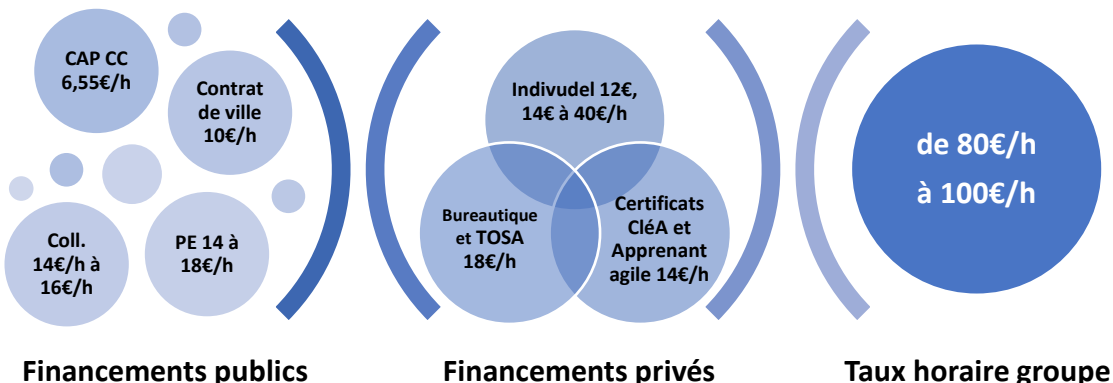 CAP CC
6,55€/h
Contrat
de ville
10€/h
Coll.
14€/h à
16€/h
PE 14 à
18€/h
Indivudel 12€,
14€ à 40€/h
Bureautique
et TOSA
18€/h
Certificats
CléA et
Apprenant
agile 14€/h
de 80€/h
à 100€/h
Financements publics
Financements privés
Taux horaire groupe